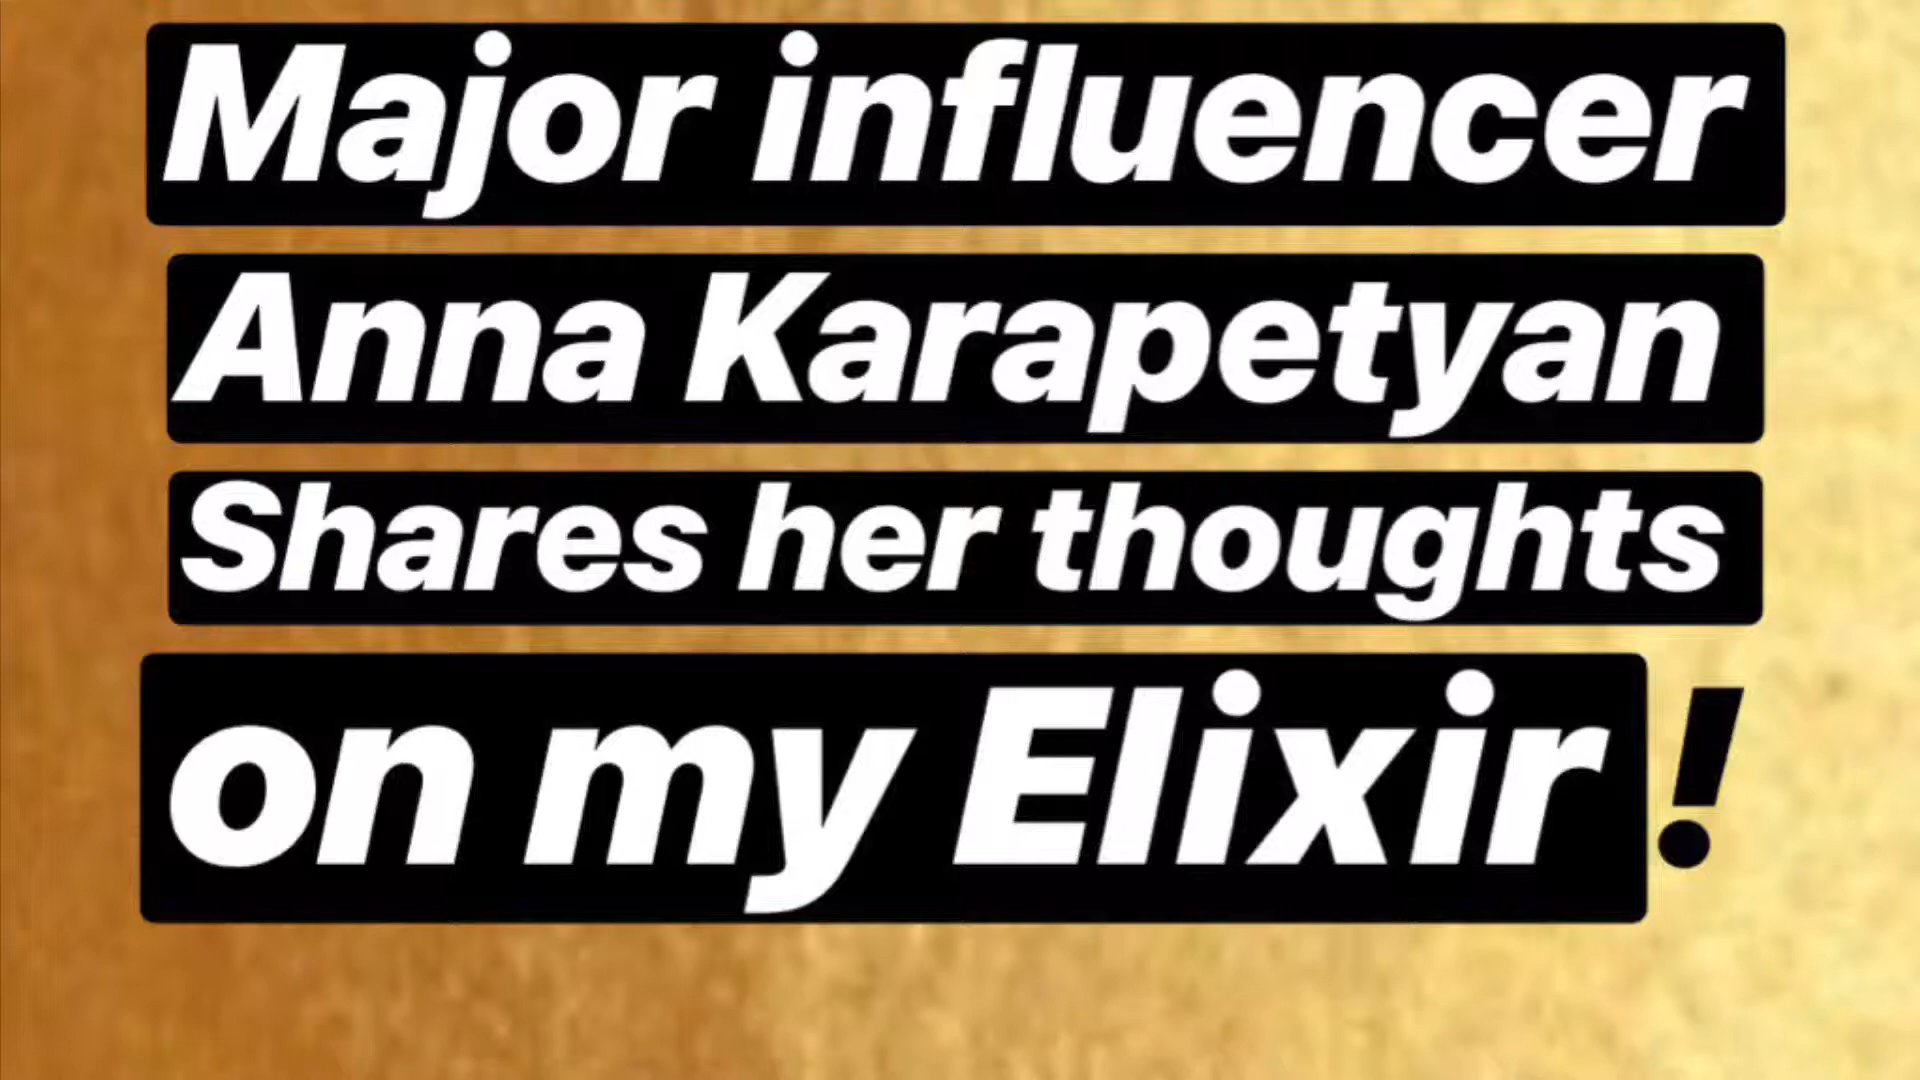 Major influencer
Anna Karapetyan
Shares her thoughts
on my Elixir !